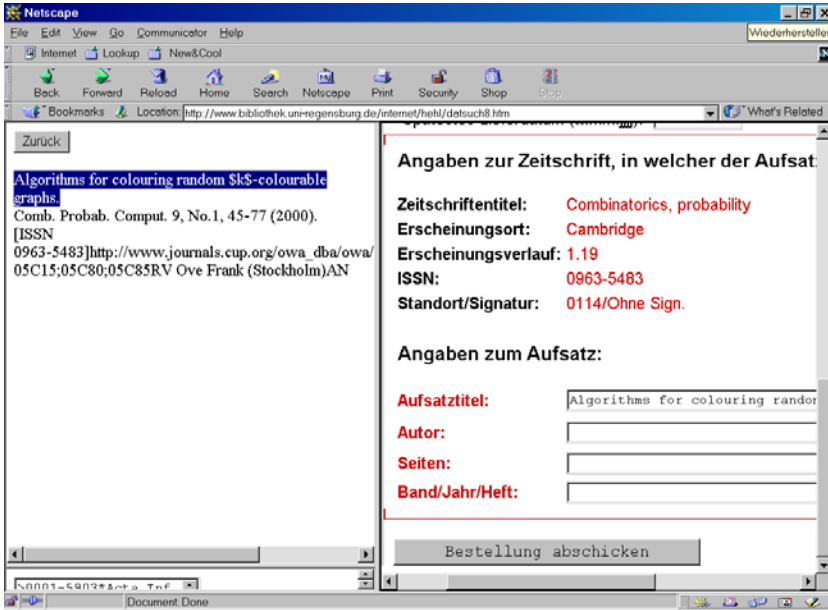 Netscape
File Edit View Go Communicator Help
Wiederherstellen
Internet Lookup New&Cool
Back Forward Reload Home Search Netscape Print Security Shop Stop
Bookmarks Location: http://www.bibliothek.uni-regensburg.de/internet/hehl/datsuch8.htm What's Related
Zurück
Algorithms for colouring random $k$-colourable
graphs.
Comb. Probab. Comput. 9, No.1, 45-77 (2000).
[ISSN
0963-5483]http://www.journals.cup.org/owa_dba/owa/
05C15;05C80;05C85RV Ove Frank (Stockholm)AN
>0001-5903*Acta Inf
Angaben zur Zeitschrift, in welcher der Aufsat
Zeitschriftentitel: Combinatorics, probability
Erscheinungsort: Cambridge
Erscheinungsverlauf: 1.19
ISSN: 0963-5483
Standort/Signatur: 0114/Ohne Sign.
Angaben zum Aufsatz:
Aufsatztitel: Algorithms for colouring random
Autor:
Seiten:
Band/Jahr/Heft:
Bestellung abschicken
Document: Done